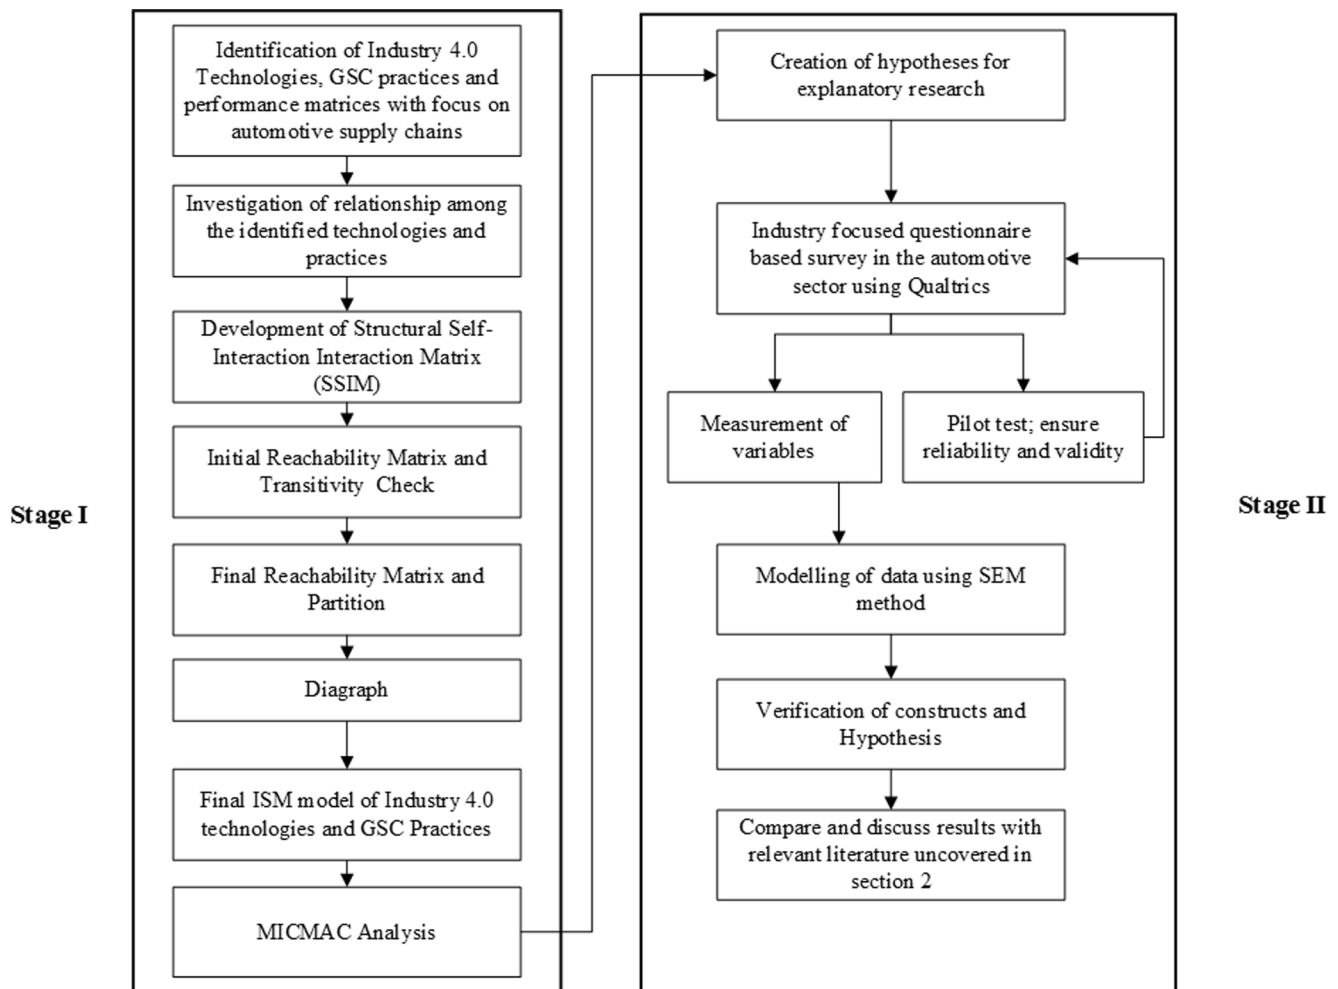 Stage I
Identification of Industry 4.0
Technologies, GSC practices and
performance matrices with focus on
automotive supply chains
Investigation of relationship among
the identified technologies and
practices
Development of Structural Self-
Interaction Interaction Matrix
(SSIM)
Initial Reachability Matrix and
Transitivity Check
Final Reachability Matrix and
Partition
Diagraph
Final ISM model of Industry 4.0
technologies and GSC Practices
MICMAC Analysis
Stage II
Creation of hypotheses for
explanatory research
Industry focused questionnaire
based survey in the automotive
sector using Qualtrics
Measurement of
variables
Pilot test; ensure
reliability and validity
Modelling of data using SEM
method
Verification of constructs and
Hypothesis
Compare and discuss results with
relevant literature uncovered in
section 2